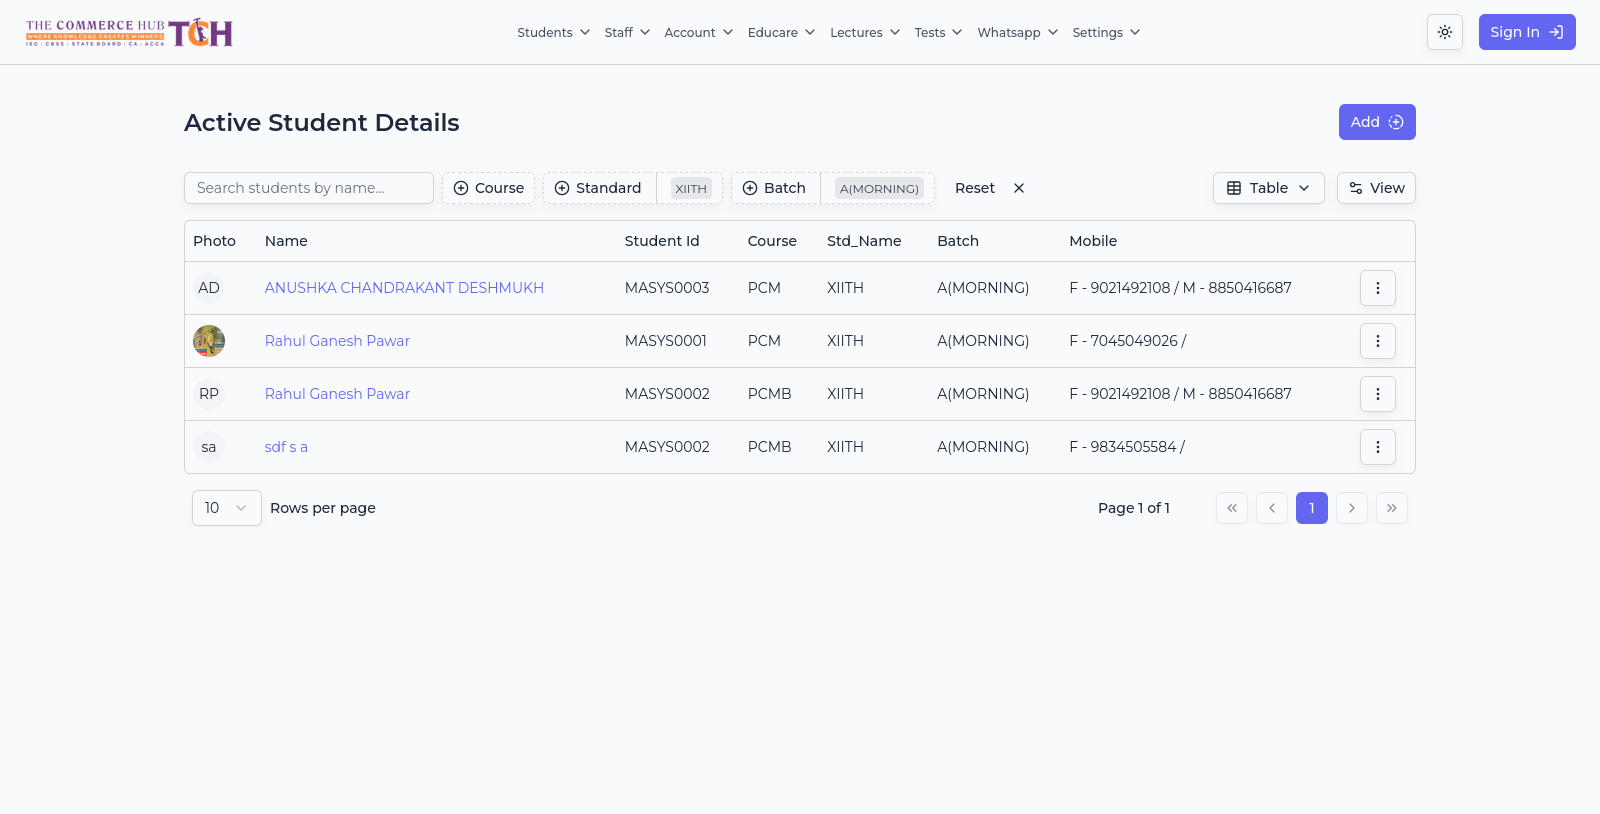 THE COMMERCE HUB
WHERE KNOWLEDGE CREATES WINNERS
ISC | CBSE | STATE BOARD | CA | ACCA
TCH
Students Staff Account Educare Lectures Tests Whatsapp Settings
Sign In
Active Student Details
Add
Search students by name...
Course
Standard XIITH
Batch A(MORNING)
Reset
Table
View
Photo Name Student Id Course Std_Name Batch Mobile
AD ANUSHKA CHANDRAKANT DESHMUKH MASYS0003 PCM XIITH A(MORNING) F - 9021492108 / M - 8850416687
Rahul Ganesh Pawar MASYS0001 PCM XIITH A(MORNING) F - 7045049026 /
RP Rahul Ganesh Pawar MASYS0002 PCMB XIITH A(MORNING) F - 9021492108 / M - 8850416687
sa sdf s a MASYS0002 PCMB XIITH A(MORNING) F - 9834505584 /
10 Rows per page
Page 1 of 1
1